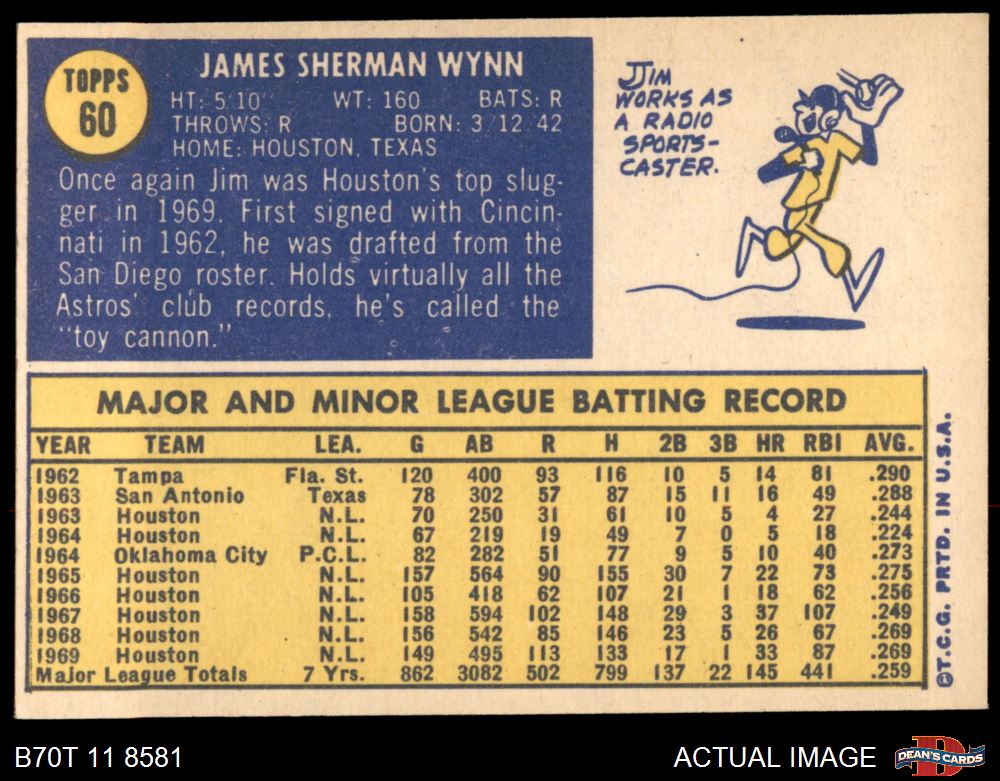 TOPPS
60
JAMES SHERMAN WYNN
HT: 5'10" WT: 160 BATS: R
THROWS: R BORN: 3 12 42
HOME: HOUSTON, TEXAS
Once again Jim was Houston's top slug-
ger in 1969. First signed with Cincin-
nati in 1962, he was drafted from the
San Diego roster. Holds virtually all the
Astros' club records, he's called the
"toy cannon."
JIM
WORKS AS
A RADIO
SPORTS-
CASTER.
MAJOR AND MINOR LEAGUE BATTING RECORD
YEAR TEAM LEA. G AB R H 2B 3B HR RBI AVG.
1962 Tampa Fla. St. 120 400 93 116 10 5 14 81 .290
1963 San Antonio Texas 78 302 57 87 15 11 16 49 .288
1963 Houston N.L. 70 250 31 61 10 5 4 27 .244
1964 Houston N.L. 67 219 19 49 7 0 5 18 .224
1964 Oklahoma City P.C.L. 82 282 51 77 9 5 10 40 .273
1965 Houston N.L. 157 564 90 155 30 7 22 73 .275
1966 Houston N.L. 105 418 62 107 21 1 18 62 .256
1967 Houston N.L. 158 594 102 148 29 3 37 107 .249
1968 Houston N.L. 156 542 85 146 23 5 26 67 .269
1969 Houston N.L. 149 495 113 133 17 1 33 87 .269
Major League Totals 7 Yrs. 862 3082 502 799 137 22 145 441 .259
©T.C.G. PRTD. IN U.S.A.
B70T 11 8581
ACTUAL IMAGE
D
DEAN'S CARDS